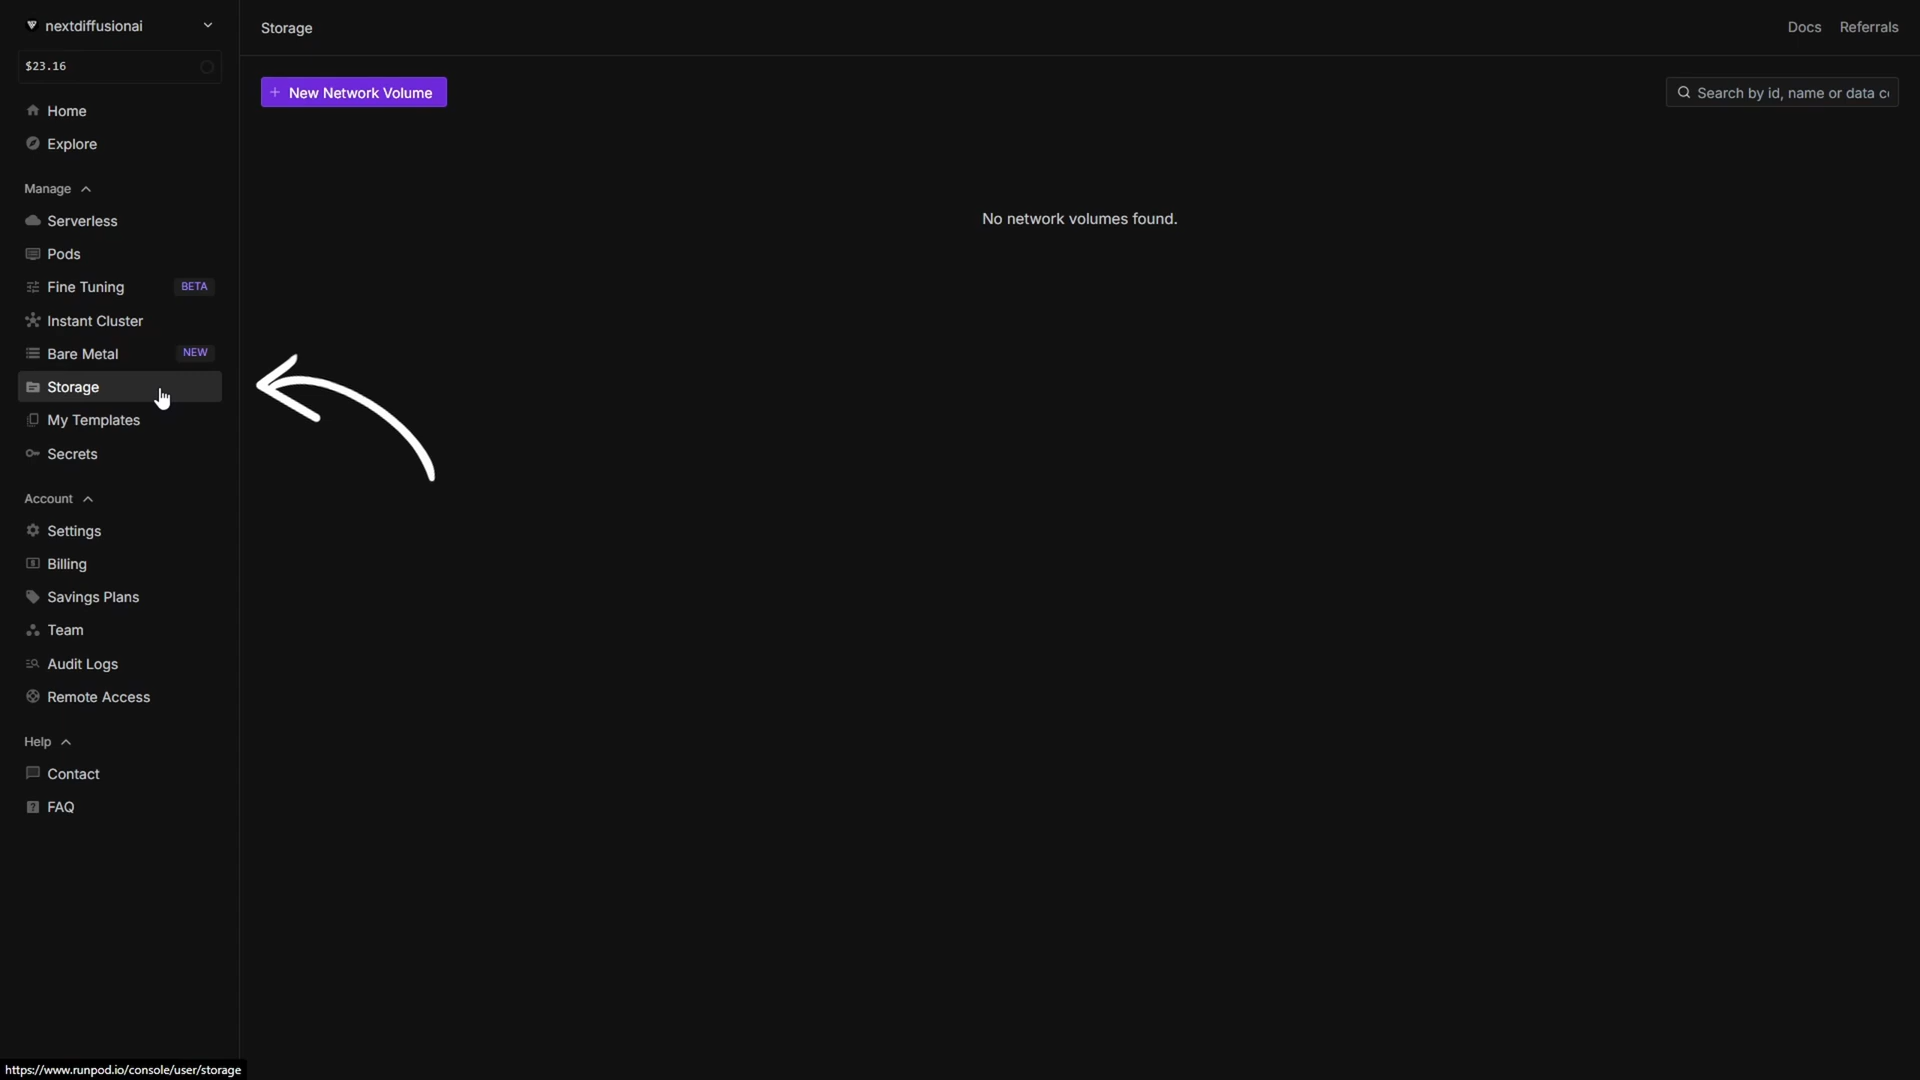 nextdiffusionai
$23.16
Home
Explore
Manage
Serverless
Pods
Fine Tuning BETA
Instant Cluster
Bare Metal NEW
Storage
My Templates
Secrets
Account
Settings
Billing
Savings Plans
Team
Audit Logs
Remote Access
Help
Contact
FAQ
https://www.runpod.io/console/user/storage
Storage
Docs Referrals
+ New Network Volume
Search by id, name or data c
No network volumes found.